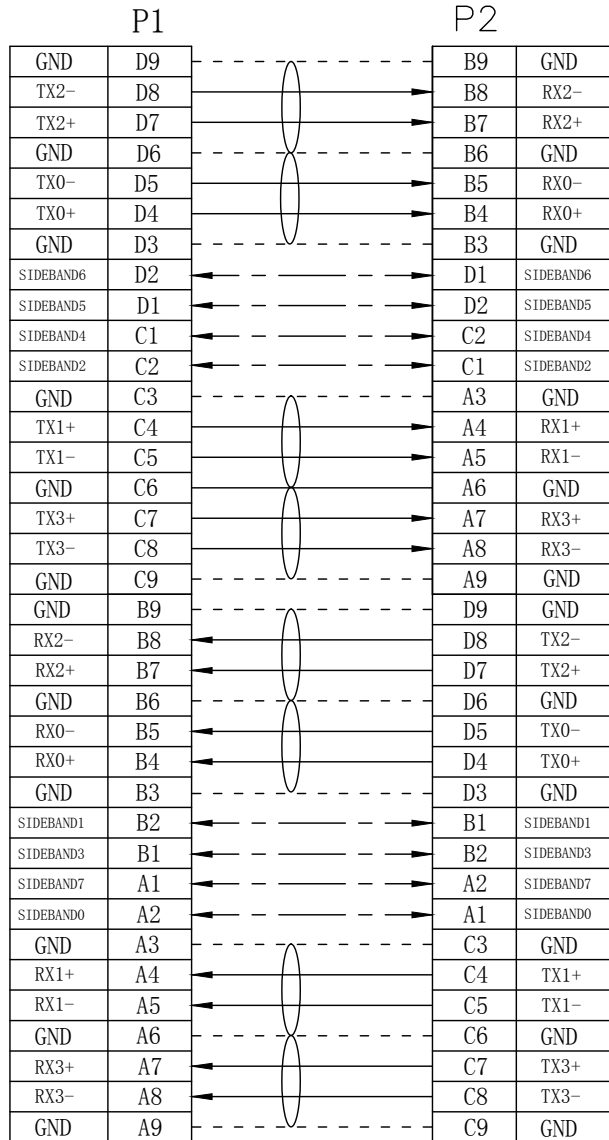 P1 P2
GND D9 B9 GND
TX2- D8 B8 RX2-
TX2+ D7 B7 RX2+
GND D6 B6 GND
TX0- D5 B5 RX0-
TX0+ D4 B4 RX0+
GND D3 B3 GND
SIDEBAND6 D2 D1 SIDEBAND6
SIDEBAND5 D1 D2 SIDEBAND5
SIDEBAND4 C1 C2 SIDEBAND4
SIDEBAND2 C2 C1 SIDEBAND2
GND C3 A3 GND
TX1+ C4 A4 RX1+
TX1- C5 A5 RX1-
GND C6 A6 GND
TX3+ C7 A7 RX3+
TX3- C8 A8 RX3-
GND C9 A9 GND
GND B9 D9 GND
RX2- B8 D8 TX2-
RX2+ B7 D7 TX2+
GND B6 D6 GND
RX0- B5 D5 TX0-
RX0+ B4 D4 TX0+
GND B3 D3 GND
SIDEBAND1 B2 B1 SIDEBAND1
SIDEBAND3 B1 B2 SIDEBAND3
SIDEBAND7 A1 A2 SIDEBAND7
SIDEBAND0 A2 A1 SIDEBAND0
GND A3 C3 GND
RX1+ A4 C4 TX1+
RX1- A5 C5 TX1-
GND A6 C6 GND
RX3+ A7 C7 TX3+
RX3- A8 C8 TX3-
GND A9 C9 GND